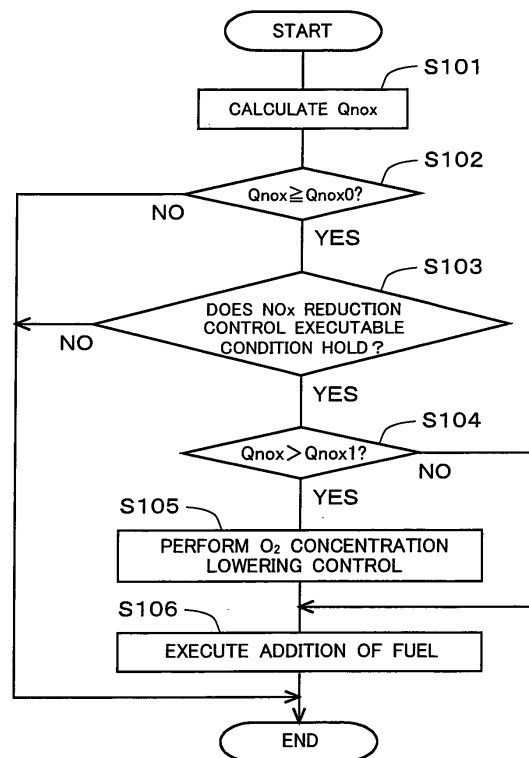 START
S101
CALCULATE Qnox
S102
Qnox≧Qnox0?
NO
YES
S103
DOES NOx REDUCTION
CONTROL EXECUTABLE
CONDITION HOLD?
NO
YES
S104
Qnox>Qnox1?
NO
YES
S105
PERFORM O2 CONCENTRATION
LOWERING CONTROL
S106
EXECUTE ADDITION OF FUEL
END